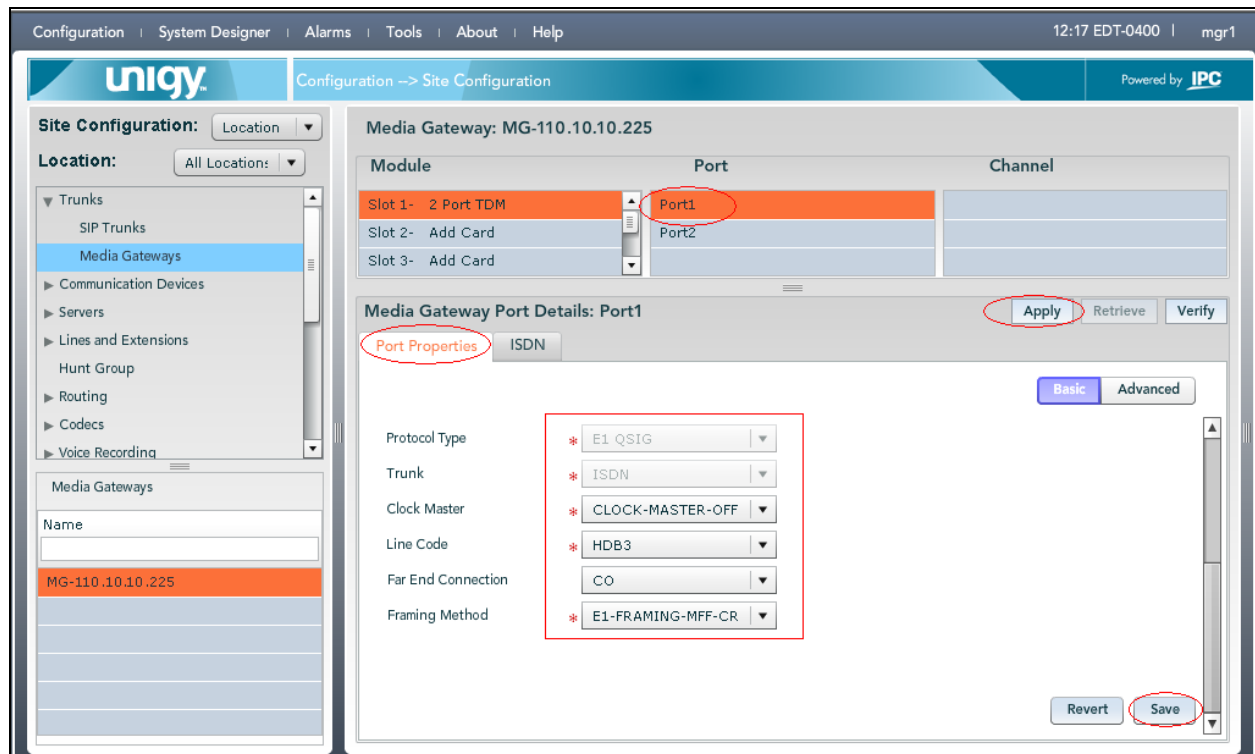 Configuration | System Designer | Alarms | Tools | About | Help 12:17 EDT-0400 | mgr1
unigy. Configuration --> Site Configuration Powered by IPC
Site Configuration: Location
Location: All Locations
Trunks
SIP Trunks
Media Gateways
Communication Devices
Servers
Lines and Extensions
Hunt Group
Routing
Codecs
Voice Recording
Media Gateways
Name
MG-110.10.10.225
Media Gateway: MG-110.10.10.225
Module Port Channel
Slot 1- 2 Port TDM Port1
Slot 2- Add Card Port2
Slot 3- Add Card
Media Gateway Port Details: Port1 Apply Retrieve Verify
Port Properties ISDN
Basic Advanced
Protocol Type * E1 QSIG
Trunk * ISDN
Clock Master * CLOCK-MASTER-OFF
Line Code * HDB3
Far End Connection CO
Framing Method * E1-FRAMING-MFF-CR
Revert Save